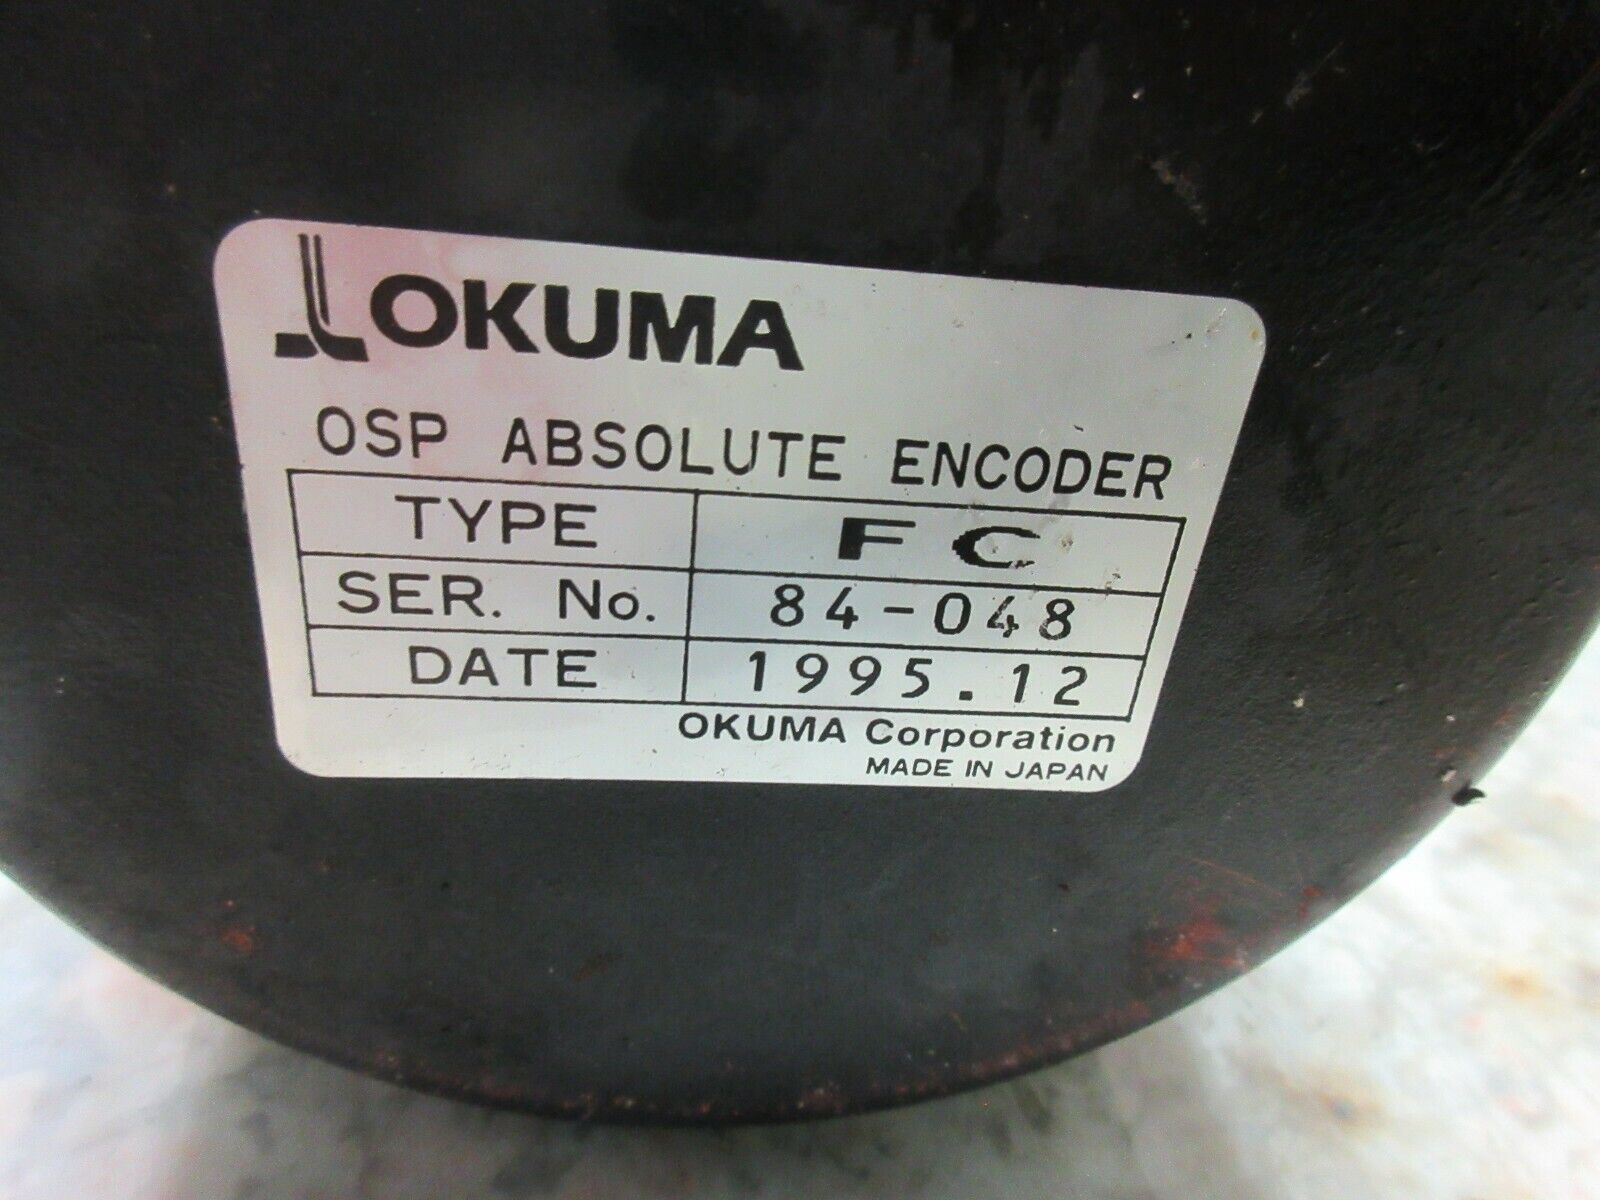 OKUMA
OSP ABSOLUTE ENCODER
TYPE FC
SER. No. 84-048
DATE 1995.12
OKUMA Corporation
MADE IN JAPAN